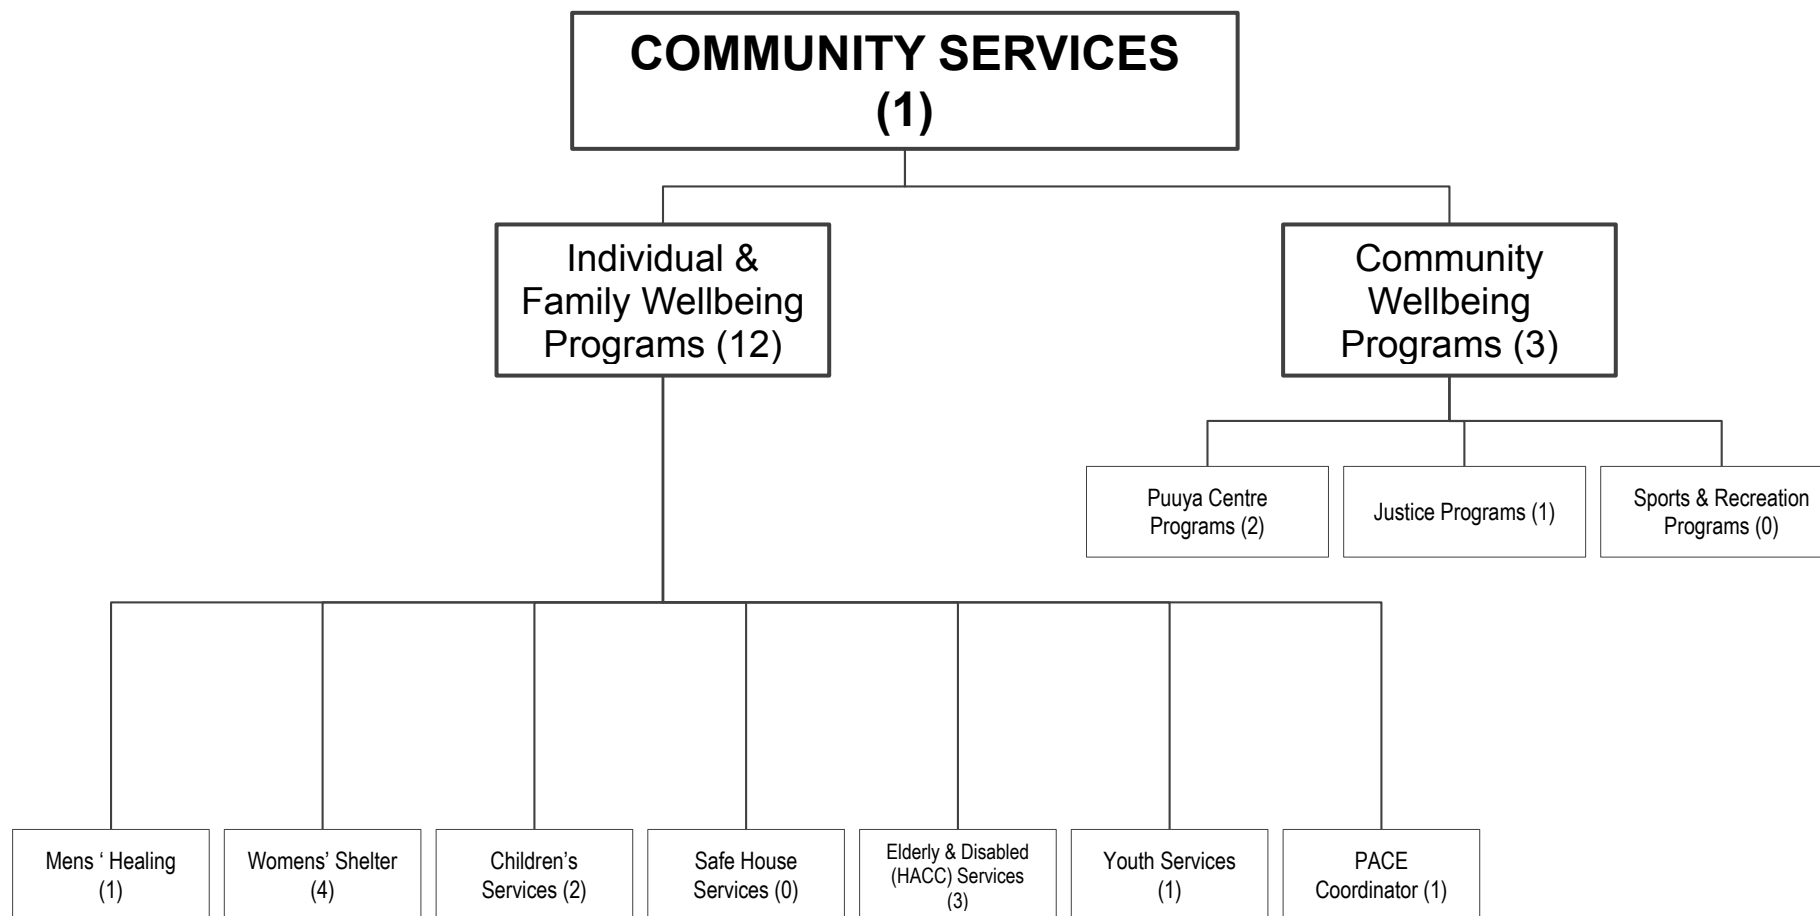 COMMUNITY SERVICES
(1)
Individual &
Family Wellbeing
Programs (12)
Community
Wellbeing
Programs (3)
Puuya Centre
Programs (2)
Justice Programs (1)
Sports & Recreation
Programs (0)
Mens ‘ Healing
(1)
Womens’ Shelter
(4)
Children’s
Services (2)
Safe House
Services (0)
Elderly & Disabled
(HACC) Services
(3)
Youth Services
(1)
PACE
Coordinator (1)